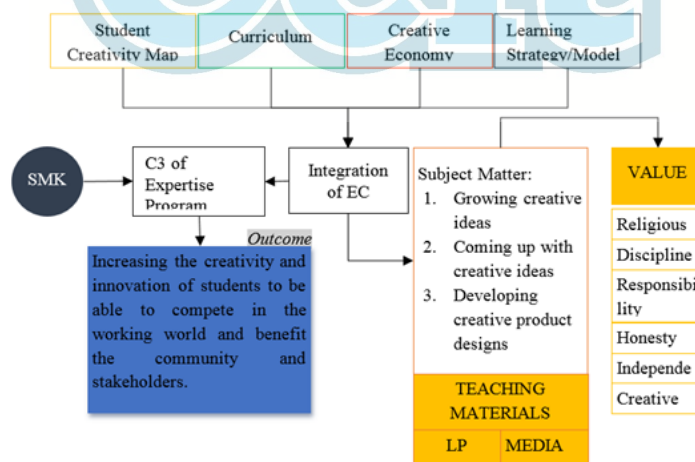 Student
Creativity Map
Curriculum
Creative
Economy
Learning
Strategy/Model
SMK
C3 of
Expertise
Program
Integration
of EC
Outcome
Increasing the creativity and
innovation of students to be
able to compete in the
working world and benefit
the community and
stakeholders.
Subject Matter:
1. Growing creative
ideas
2. Coming up with
creative ideas
3. Developing
creative product
designs
TEACHING
MATERIALS
LP
MEDIA
VALUE
Religious
Discipline
Responsibi
lity
Honesty
Independe
Creative